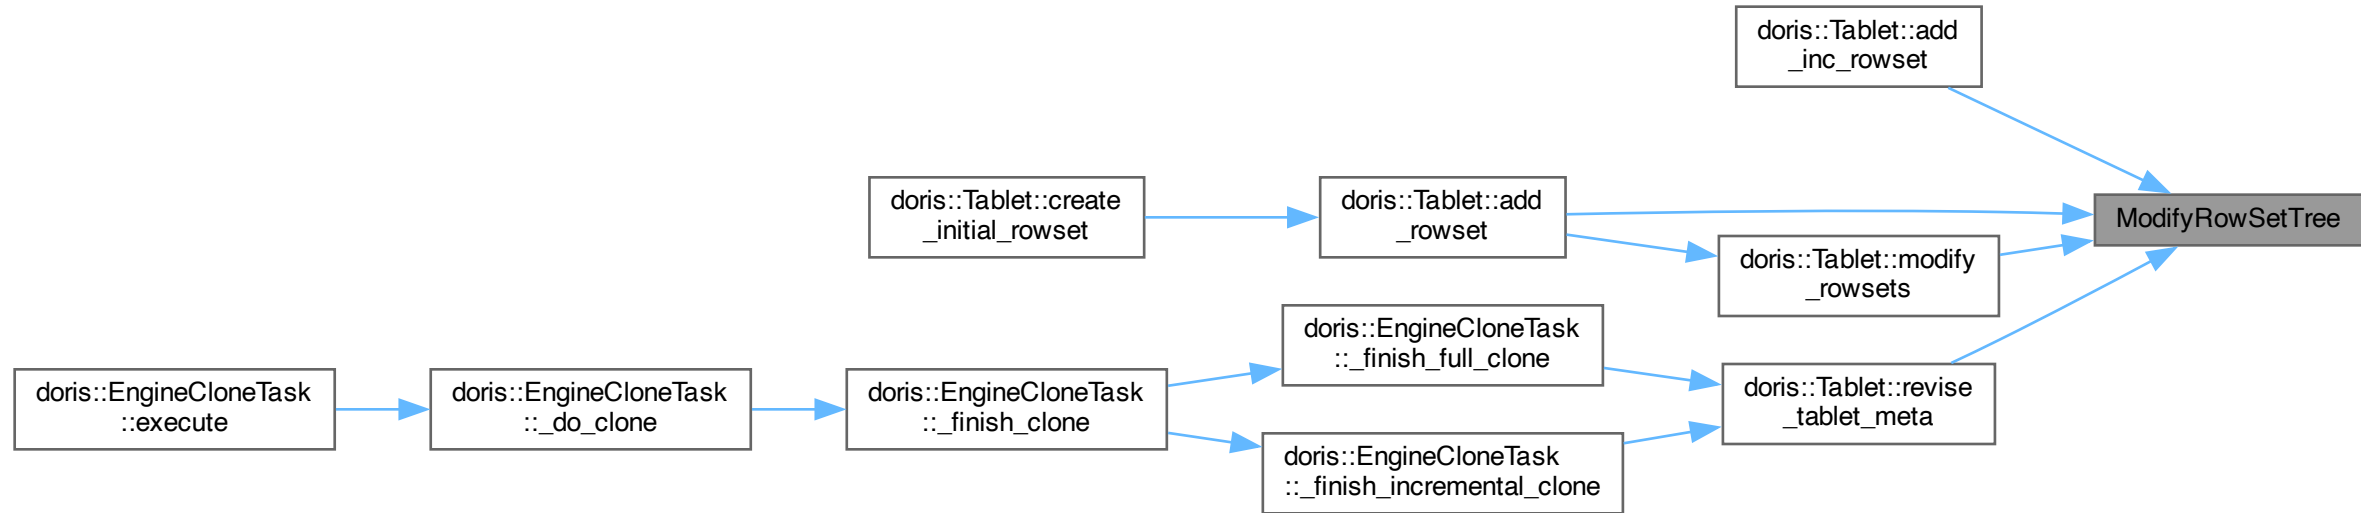 doris::Tablet::add
_inc_rowset
doris::Tablet::create
_initial_rowset
doris::Tablet::add
_rowset
ModifyRowSetTree
doris::Tablet::modify
_rowsets
doris::EngineCloneTask
::_finish_full_clone
doris::EngineCloneTask
::execute
doris::EngineCloneTask
::_do_clone
doris::EngineCloneTask
::_finish_clone
doris::Tablet::revise
_tablet_meta
doris::EngineCloneTask
::_finish_incremental_clone